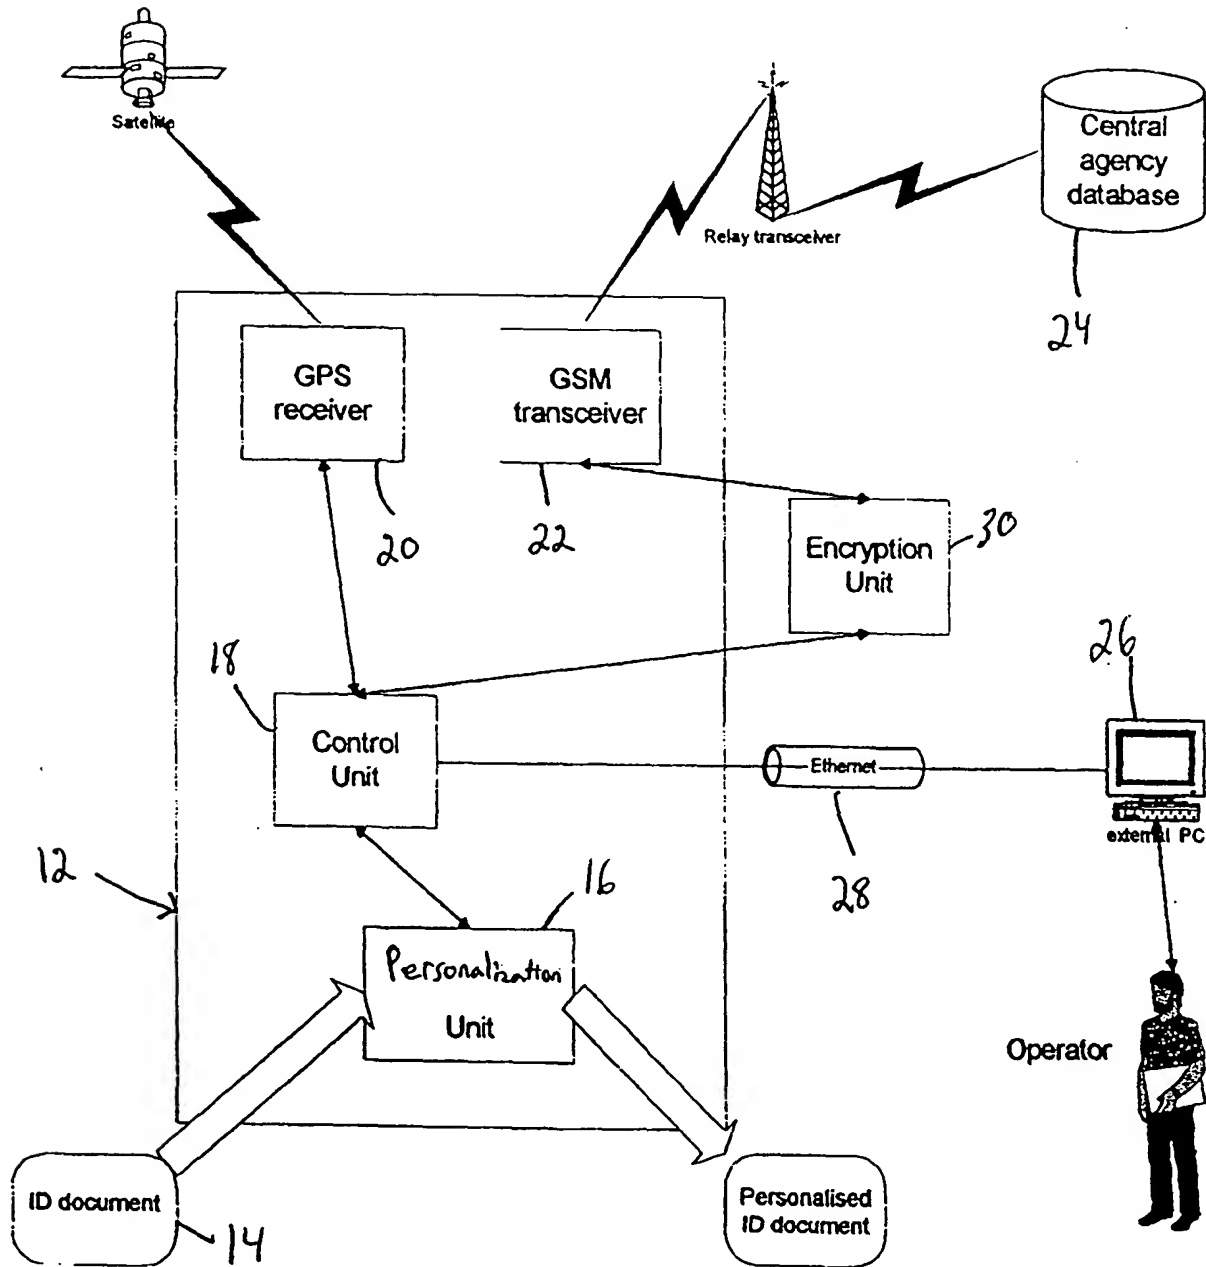 Satellite
Relay transceiver
Central
agency
database
24
GPS
receiver
20
GSM
transceiver
22
Encryption
Unit
30
18
Control
Unit
Ethernet
28
26
external PC
12
16
Personalization
Unit
Operator
ID document
14
Personalised
ID document